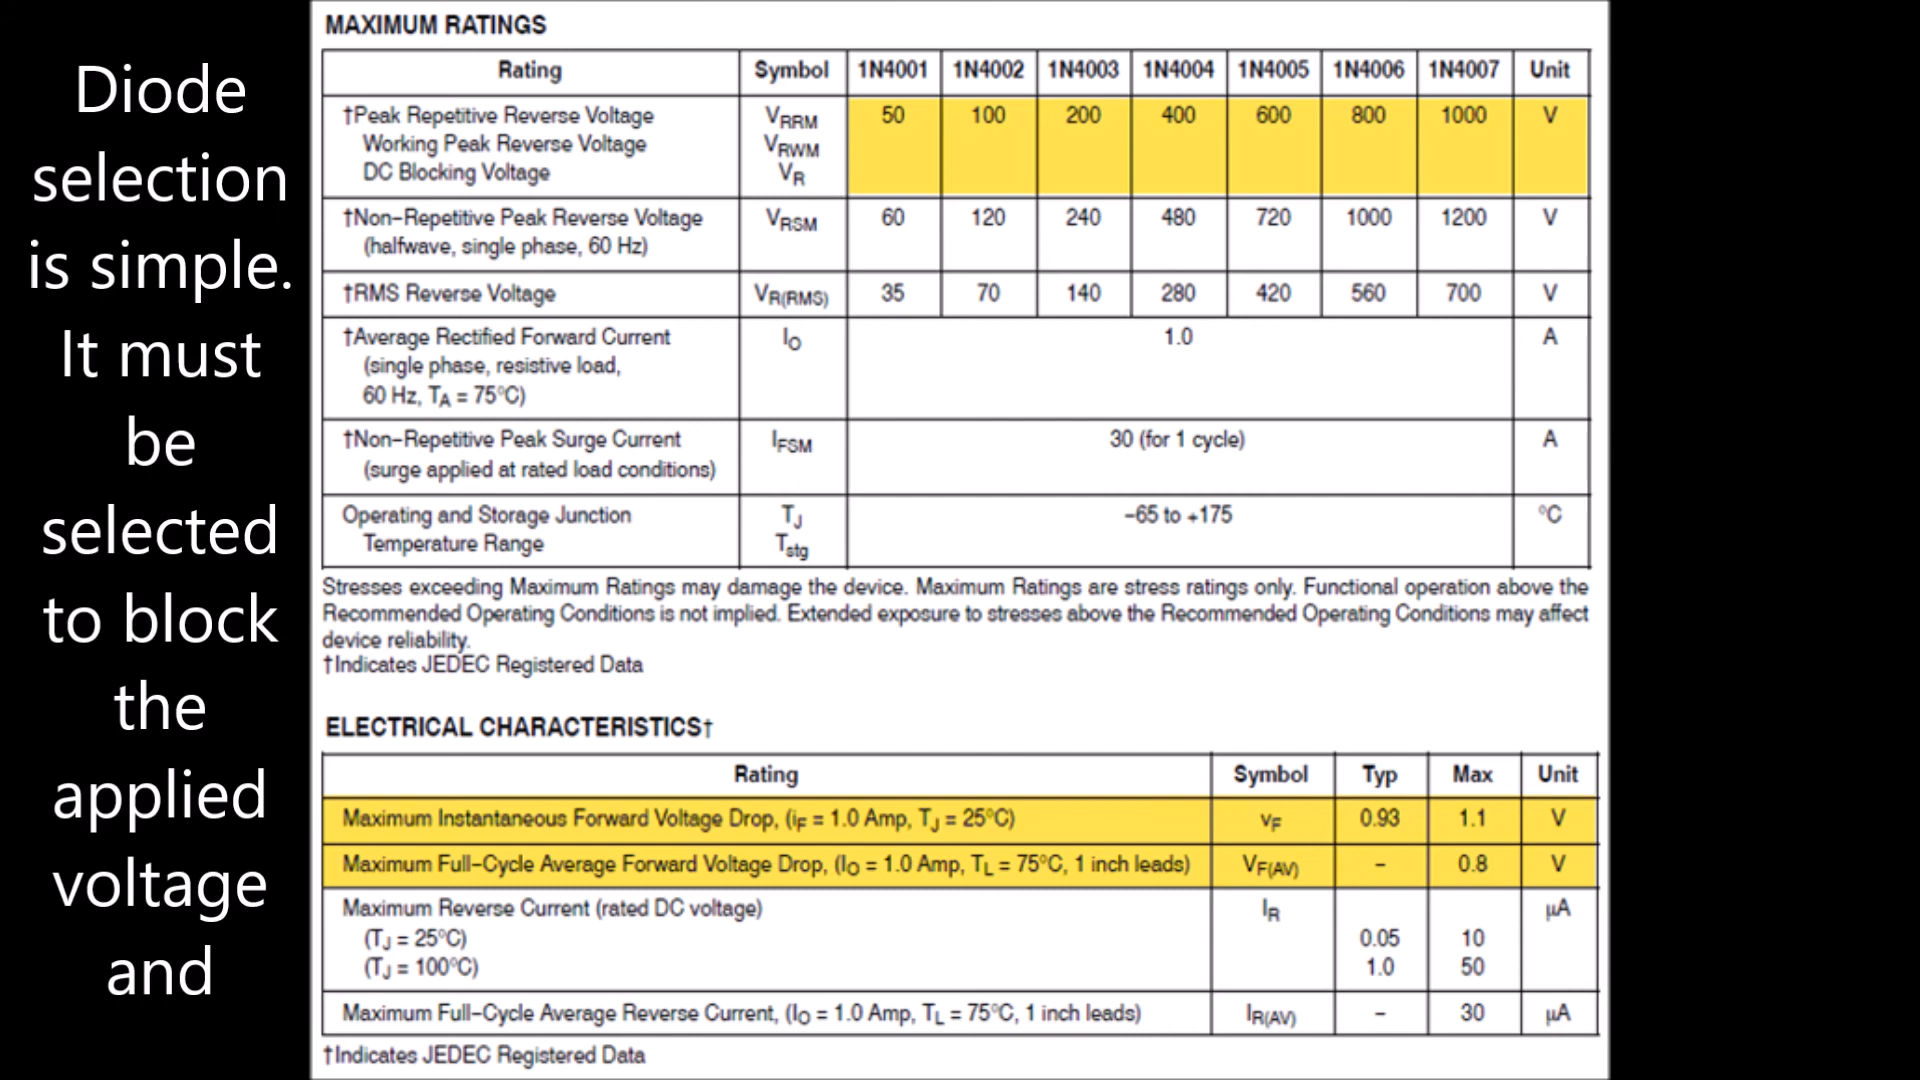 Diode
selection
is simple.
It must
be
selected
to block
the
applied
voltage
and
MAXIMUM RATINGS
Rating Symbol 1N4001 1N4002 1N4003 1N4004 1N4005 1N4006 1N4007 Unit
†Peak Repetitive Reverse Voltage VRRM 50 100 200 400 600 800 1000 V
Working Peak Reverse Voltage VRWM
DC Blocking Voltage VR
†Non−Repetitive Peak Reverse Voltage VRSM 60 120 240 480 720 1000 1200 V
(halfwave, single phase, 60 Hz)
†RMS Reverse Voltage VR(RMS) 35 70 140 280 420 560 700 V
†Average Rectified Forward Current IO 1.0 A
(single phase, resistive load,
60 Hz, TA = 75°C)
†Non−Repetitive Peak Surge Current IFSM 30 (for 1 cycle) A
(surge applied at rated load conditions)
Operating and Storage Junction TJ −65 to +175 °C
Temperature Range Tstg
Stresses exceeding Maximum Ratings may damage the device. Maximum Ratings are stress ratings only. Functional operation above the
Recommended Operating Conditions is not implied. Extended exposure to stresses above the Recommended Operating Conditions may affect
device reliability.
†Indicates JEDEC Registered Data
ELECTRICAL CHARACTERISTICS†
Rating Symbol Typ Max Unit
Maximum Instantaneous Forward Voltage Drop, (iF = 1.0 Amp, TJ = 25°C) vF 0.93 1.1 V
Maximum Full−Cycle Average Forward Voltage Drop, (IO = 1.0 Amp, TL = 75°C, 1 inch leads) VF(AV) − 0.8 V
Maximum Reverse Current (rated DC voltage) IR μA
(TJ = 25°C) 0.05 10
(TJ = 100°C) 1.0 50
Maximum Full−Cycle Average Reverse Current, (IO = 1.0 Amp, TL = 75°C, 1 inch leads) IR(AV) − 30 μA
†Indicates JEDEC Registered Data